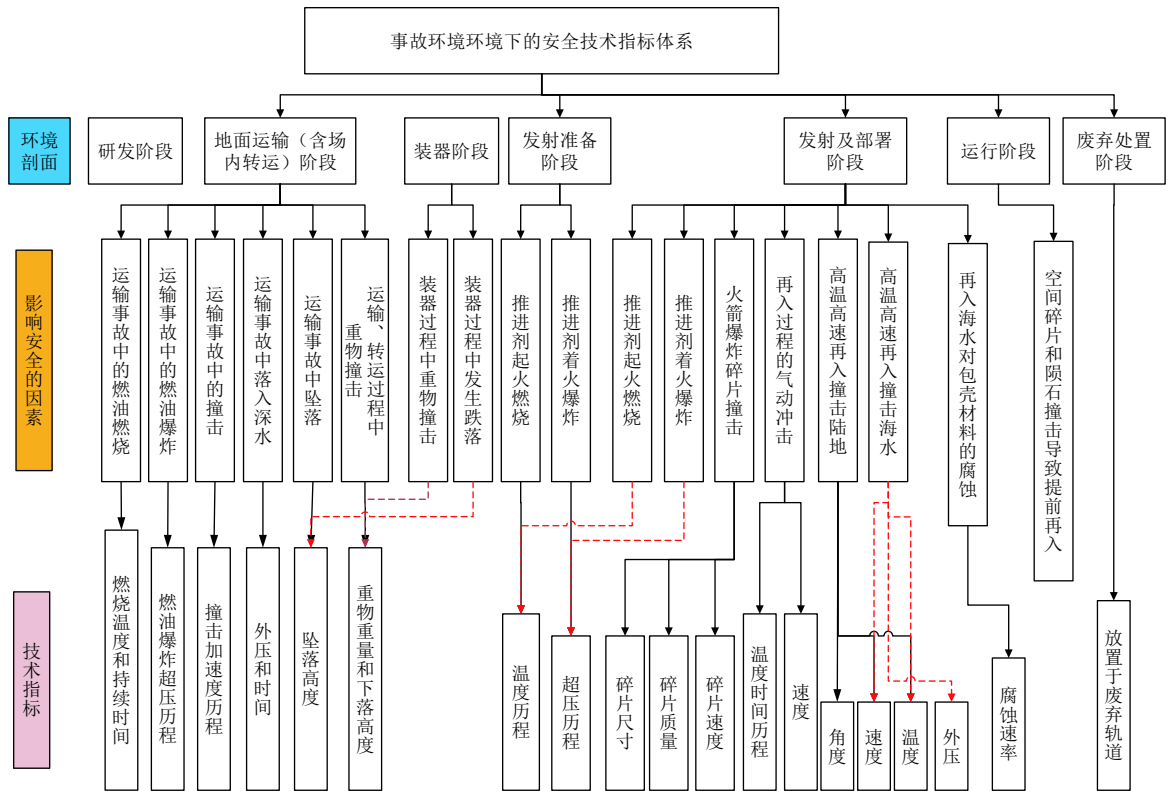 事故环境环境下的安全技术指标体系
环境
剖面
研发阶段
地面运输（含场
内转运）阶段
装器阶段
发射准备
阶段
发射及部署
阶段
运行阶段
废弃处置
阶段
影响安全的因素
运输事故中的燃油燃烧
运输事故中的燃油爆炸
运输事故中的撞击
运输事故中落入深水
运输事故中坠落
运输、转运过程中
重物撞击
装器过程中重物撞击
装器过程中发生跌落
推进剂起火燃烧
推进剂着火爆炸
推进剂起火燃烧
推进剂着火爆炸
火箭爆炸碎片撞击
再入过程的气动冲击
高温高速再入撞击陆地
高温高速再入撞击海水
再入海水对包壳材料的腐蚀
空间碎片和陨石撞击导致提前再入
技术指标
燃烧温度和持续时间
燃油爆炸超压历程
撞击加速度历程
外压和时间
坠落高度
重物重量和下落高度
温度历程
超压历程
碎片尺寸
碎片质量
碎片速度
温度时间历程
速度
角度
速度
温度
外压
腐蚀速率
放置于废弃轨道